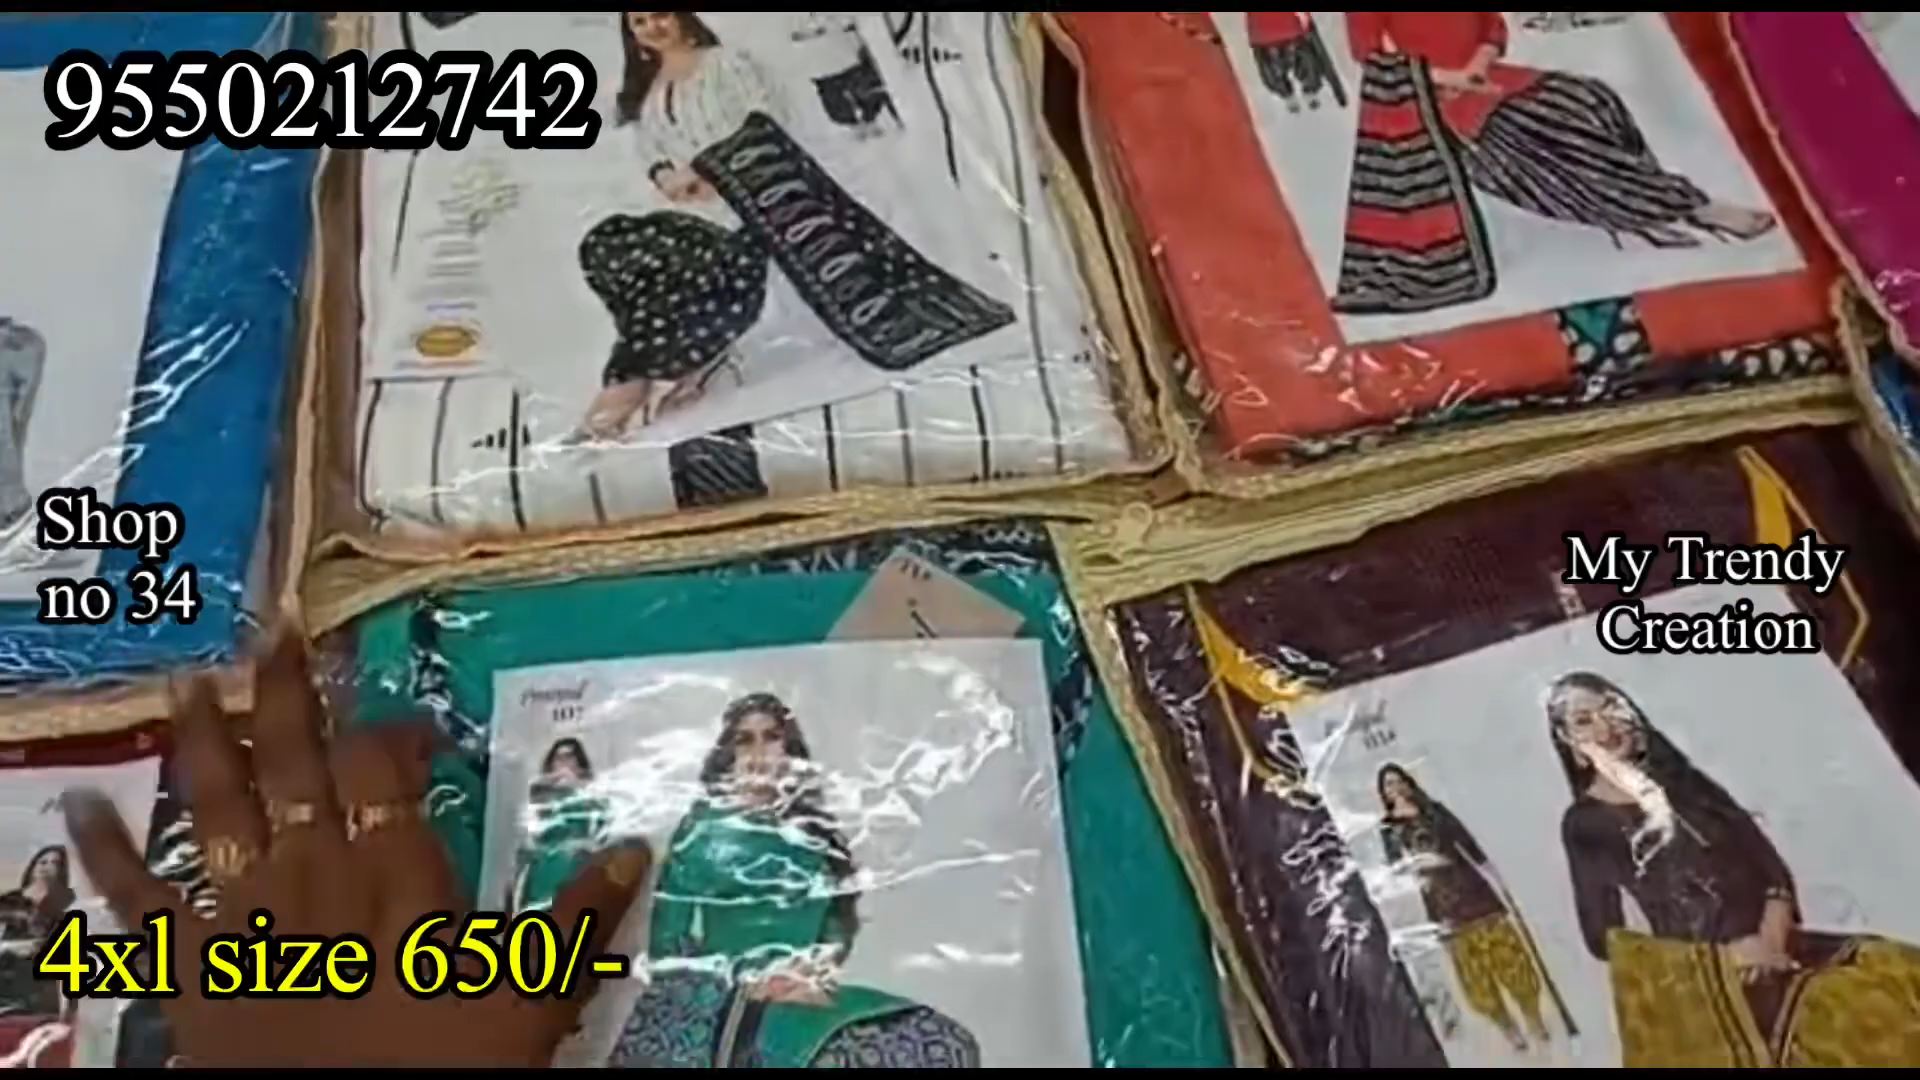 9550212742
Shop
no 34
My Trendy
Creation
4xl size 650/-